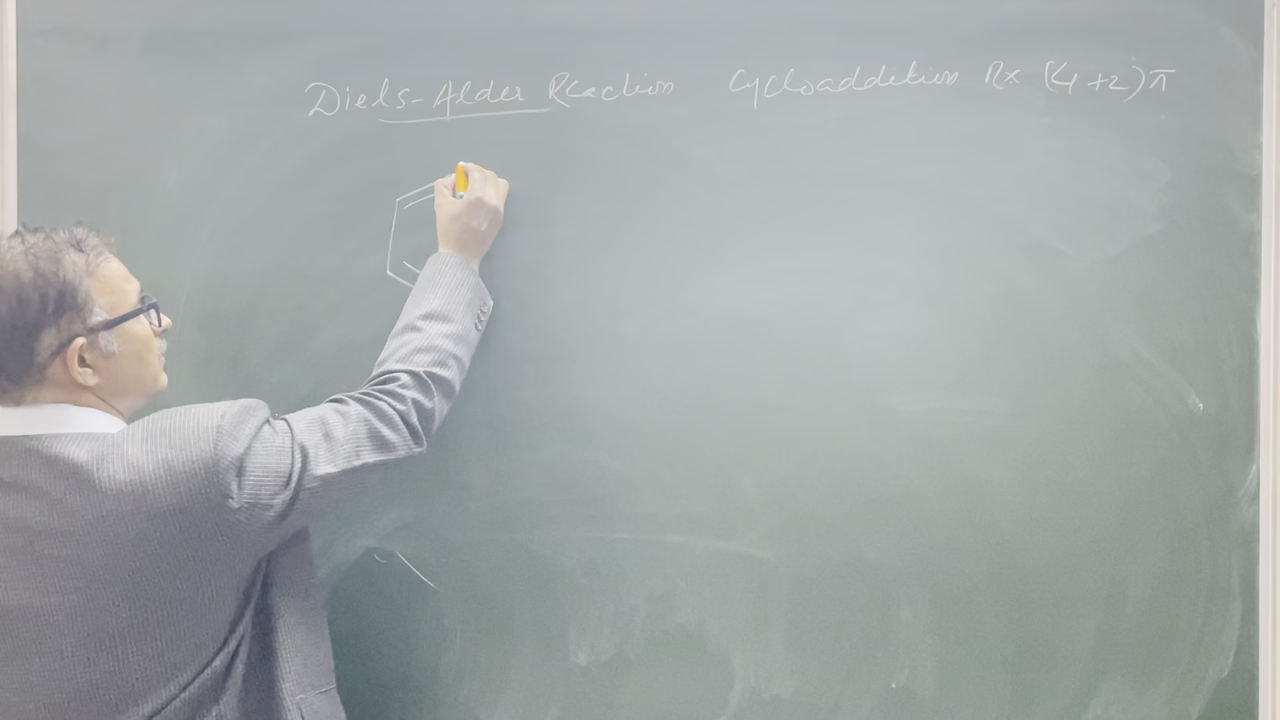 Diels-Alder Reaction Cycloaddition Rx (4+2)π